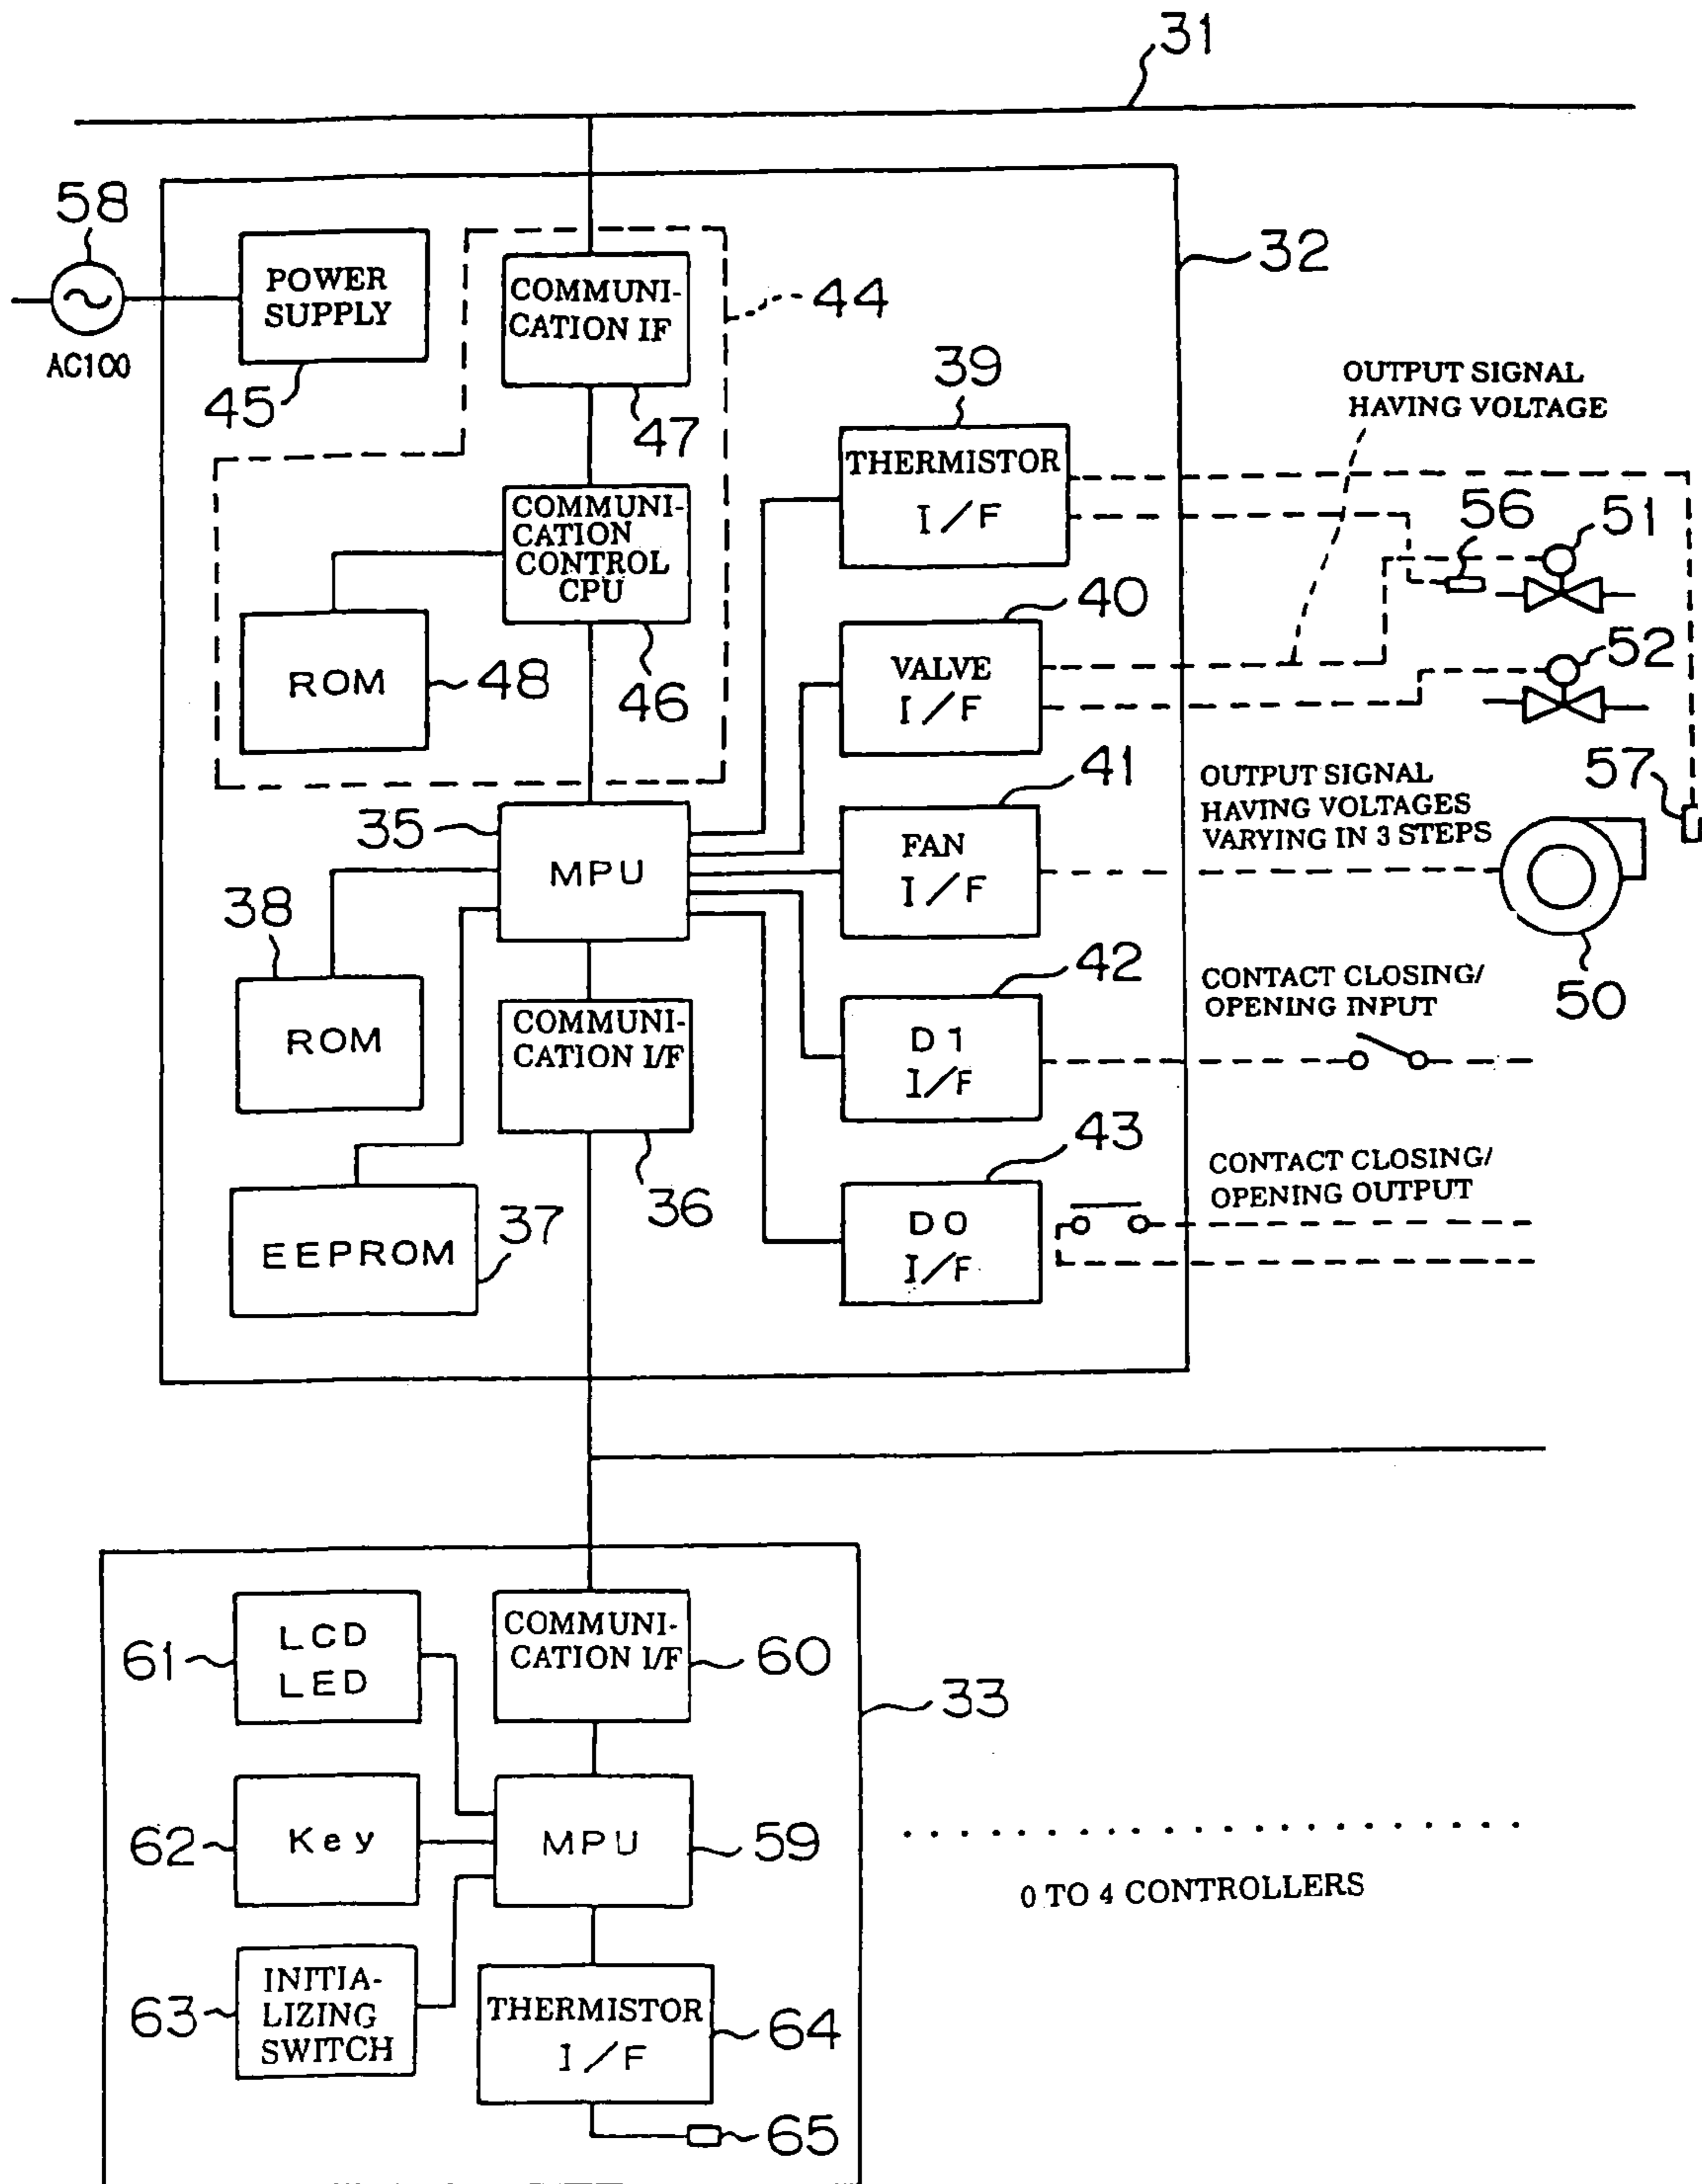 31
58
POWER
SUPPLY
AC100
45
COMMUNI-
CATION IF
47
44
32
COMMUNI-
CATION
CONTROL
CPU
46
ROM
48
39
THERMISTOR
I/F
OUTPUT SIGNAL
HAVING VOLTAGE
56
51
40
VALVE
I/F
52
41
FAN
I/F
OUTPUT SIGNAL
HAVING VOLTAGES
VARYING IN 3 STEPS
57
50
35
MPU
38
ROM
COMMUNI-
CATION I/F
36
42
D1
I/F
CONTACT CLOSING/
OPENING INPUT
43
D0
I/F
CONTACT CLOSING/
OPENING OUTPUT
EEPROM
37
61
LCD
LED
COMMUNI-
CATION I/F
60
33
62
Key
MPU
59
0 TO 4 CONTROLLERS
63
INITIA-
LIZING
SWITCH
THERMISTOR
I/F
64
65